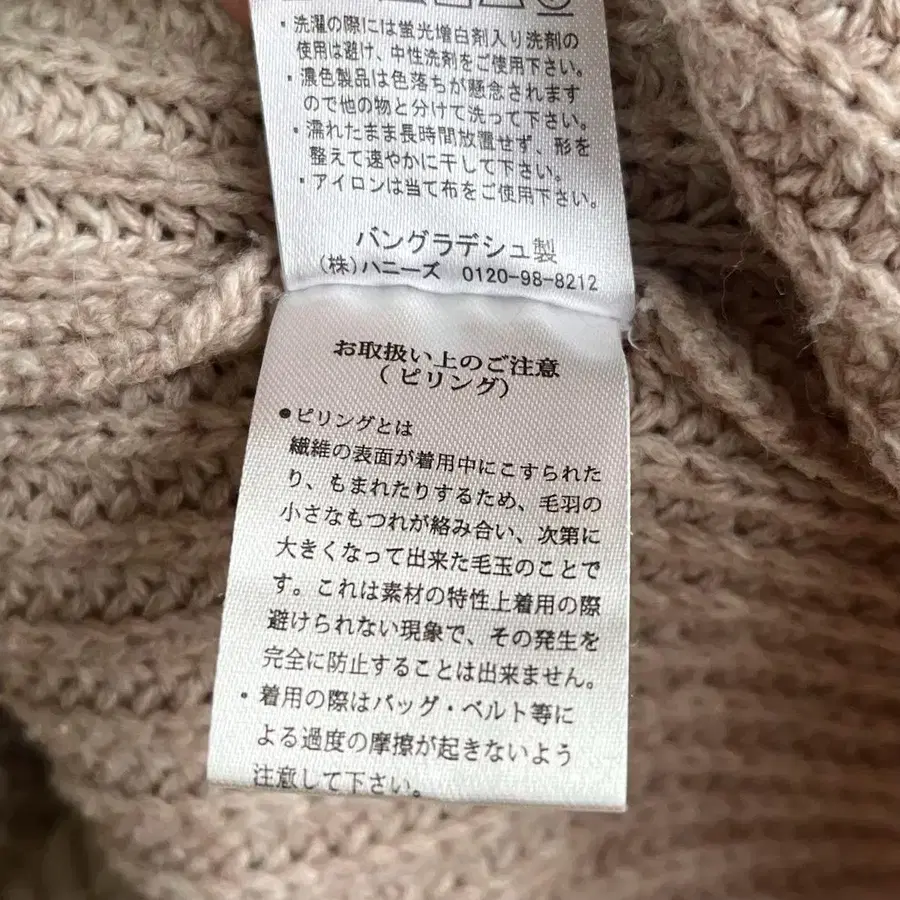 ・洗濯の際には蛍光増白剤入り洗剤の
使用は避け、中性洗剤をご使用下さい。
・濃色製品は色落ちが懸念されます
ので他の物と分けて洗って下さい。
・濡れたまま長時間放置せず、形を
整えて速やかに干して下さい。
・アイロンは当て布をご使用下さい。
バングラデシュ製
(株)ハニーズ 0120-98-8212
お取扱い上のご注意
(ピリング)
●ピリングとは
繊維の表面が着用中にこすられた
り、もまれたりするため、毛羽の
小さなもつれが絡み合い、次第に
大きくなって出来た毛玉のことで
す。これは素材の特性上着用の際
避けられない現象で、その発生を
完全に防止することは出来ません。
・着用の際はバッグ・ベルト等に
よる過度の摩擦が起きないよう
注意して下さい。